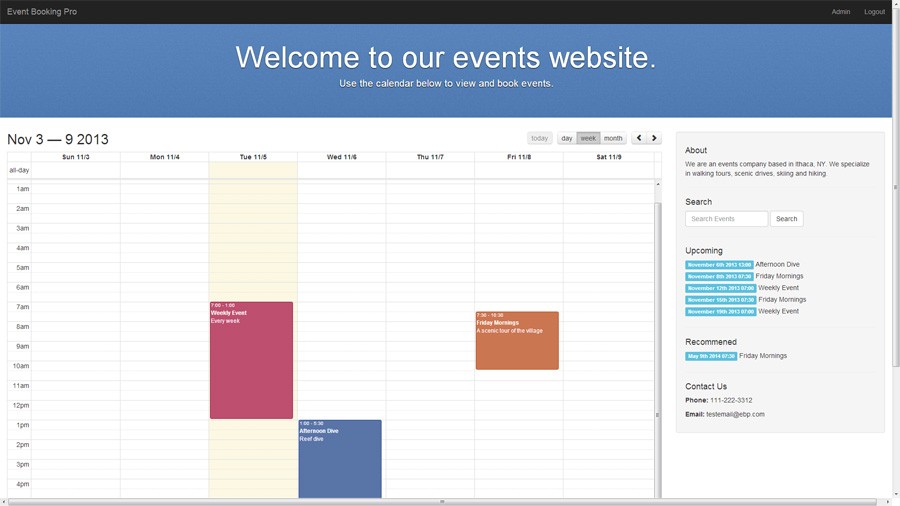 Event Booking Pro
Admin
Logout
Welcome to our events website.
Use the calendar below to view and book events.
Nov 3 — 9 2013
today
day
week
month
Sun 11/3
Mon 11/4
Tue 11/5
Wed 11/6
Thu 11/7
Fri 11/8
Sat 11/9
all-day
1am
2am
3am
4am
5am
6am
7am
8am
9am
10am
11am
12pm
1pm
2pm
3pm
4pm
7:00 - 1:00
Weekly Event
Every week
1:00 - 5:30
Afternoon Dive
Reef dive
7:30 - 10:30
Friday Mornings
A scenic tour of the village
About
We are an events company based in Ithaca, NY. We specialize
in walking tours, scenic drives, skiing and hiking.
Search
Search Events
Search
Upcoming
November 6th 2013 13:00 Afternoon Dive
November 8th 2013 07:30 Friday Mornings
November 12th 2013 07:00 Weekly Event
November 15th 2013 07:30 Friday Mornings
November 19th 2013 07:00 Weekly Event
Recommened
May 9th 2014 07:30 Friday Mornings
Contact Us
Phone: 111-222-3312
Email: testemail@ebp.com